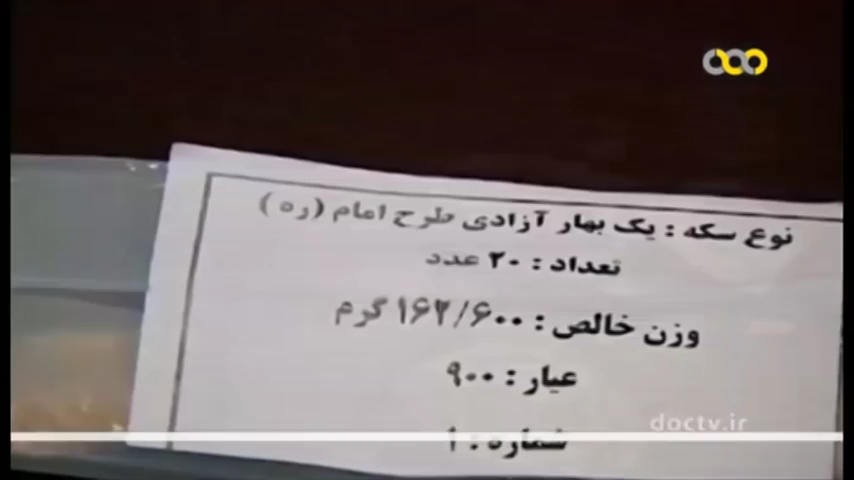 نوع سکه : یک بهار آزادی طرح امام (ره )
تعداد : ۲۰ عدد
وزن خالص : ۱۶۲/۶۰۰ گرم
عیار : ۹۰۰
شماره : ۱
doctv.ir